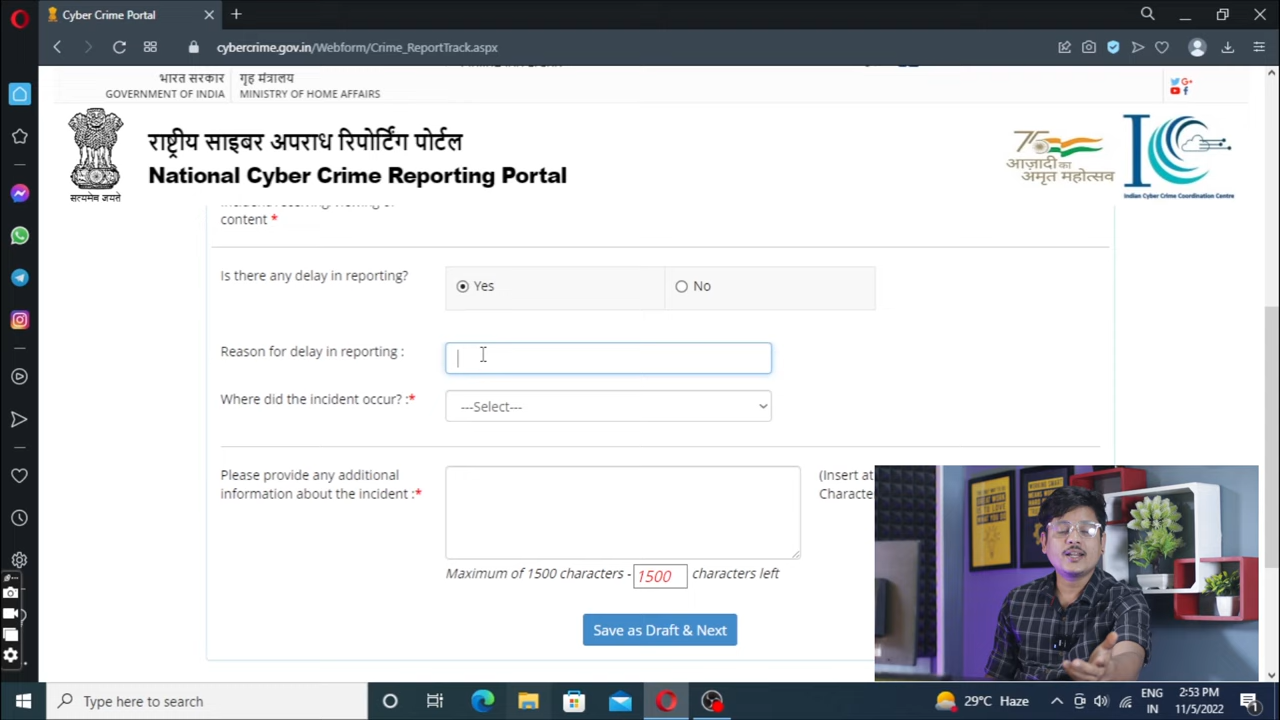 Cyber Crime Portal
cybercrime.gov.in/Webform/Crime_ReportTrack.aspx
भारत सरकार
गृह मंत्रालय
GOVERNMENT OF INDIA
MINISTRY OF HOME AFFAIRS
राष्ट्रीय साइबर अपराध रिपोर्टिंग पोर्टल
National Cyber Crime Reporting Portal
सत्यमेव जयते
75
आज़ादी का
अमृत महोत्सव
Indian Cyber Crime Coordination Centre
content *
Is there any delay in reporting?
Yes
No
Reason for delay in reporting :
Where did the incident occur? :*
---Select---
Please provide any additional
information about the incident :*
(Insert at
Character
Maximum of 1500 characters - 1500 characters left
Save as Draft & Next
Type here to search
29°C Haze
ENG
IN
2:53 PM
11/5/2022
1